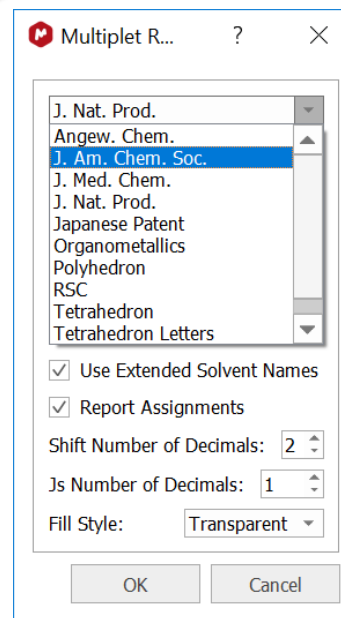 Multiplet R... ?
J. Nat. Prod.
Angew. Chem.
J. Am. Chem. Soc.
J. Med. Chem.
J. Nat. Prod.
Japanese Patent
Organometallics
Polyhedron
RSC
Tetrahedron
Tetrahedron Letters
Use Extended Solvent Names
Report Assignments
Shift Number of Decimals: 2
Js Number of Decimals: 1
Fill Style: Transparent
OK Cancel